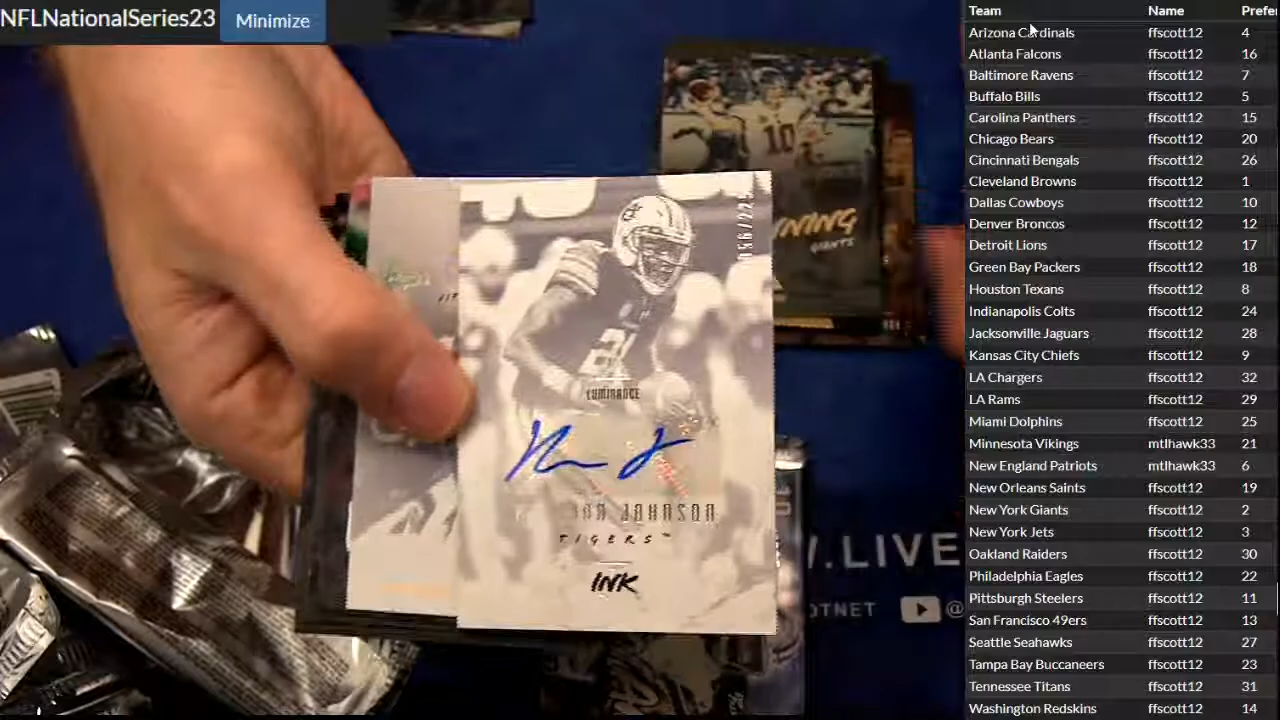 NFLNationalSeries23
Minimize
Team Name Prefer
Arizona Cardinals ffscott12 4
Atlanta Falcons ffscott12 16
Baltimore Ravens ffscott12 7
Buffalo Bills ffscott12 5
Carolina Panthers ffscott12 15
Chicago Bears ffscott12 20
Cincinnati Bengals ffscott12 26
Cleveland Browns ffscott12 1
Dallas Cowboys ffscott12 10
Denver Broncos ffscott12 12
Detroit Lions ffscott12 17
Green Bay Packers ffscott12 18
Houston Texans ffscott12 8
Indianapolis Colts ffscott12 24
Jacksonville Jaguars ffscott12 28
Kansas City Chiefs ffscott12 9
LA Chargers ffscott12 32
LA Rams ffscott12 29
Miami Dolphins ffscott12 25
Minnesota Vikings mtlhawk33 21
New England Patriots mtlhawk33 6
New Orleans Saints ffscott12 19
New York Giants ffscott12 2
New York Jets ffscott12 3
Oakland Raiders ffscott12 30
Philadelphia Eagles ffscott12 22
Pittsburgh Steelers ffscott12 11
San Francisco 49ers ffscott12 13
Seattle Seahawks ffscott12 27
Tampa Bay Buccaneers ffscott12 23
Tennessee Titans ffscott12 31
Washington Redskins ffscott12 14
10
NNING
GIANTS
21
LUMINANCE
JOHNSON
TIGERS™
INK
.LIVE
OTNET
@